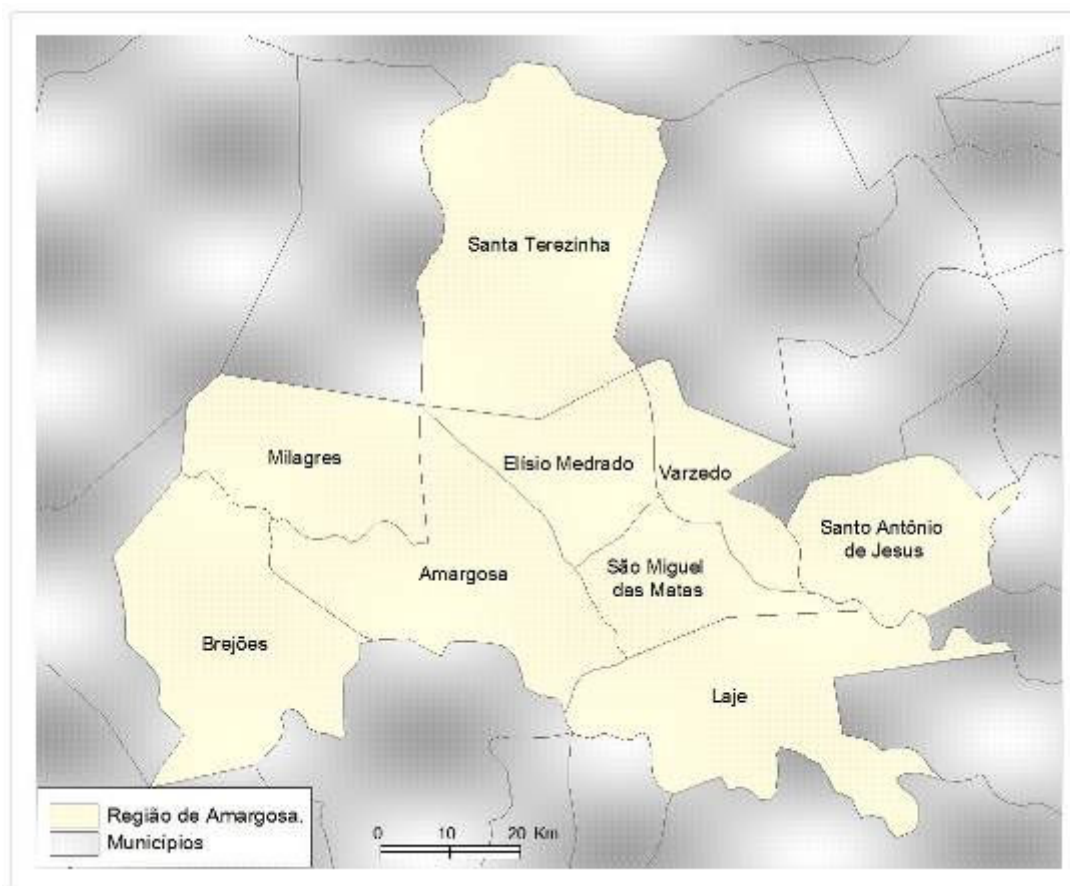 Santa Terezinha
Milagres
Elísio Medrado
Varzedo
Santo Antônio
de Jesus
Amargosa
São Miguel
das Matas
Brejões
Laje
Região de Amargosa.
Municípios
0 10 20 Km